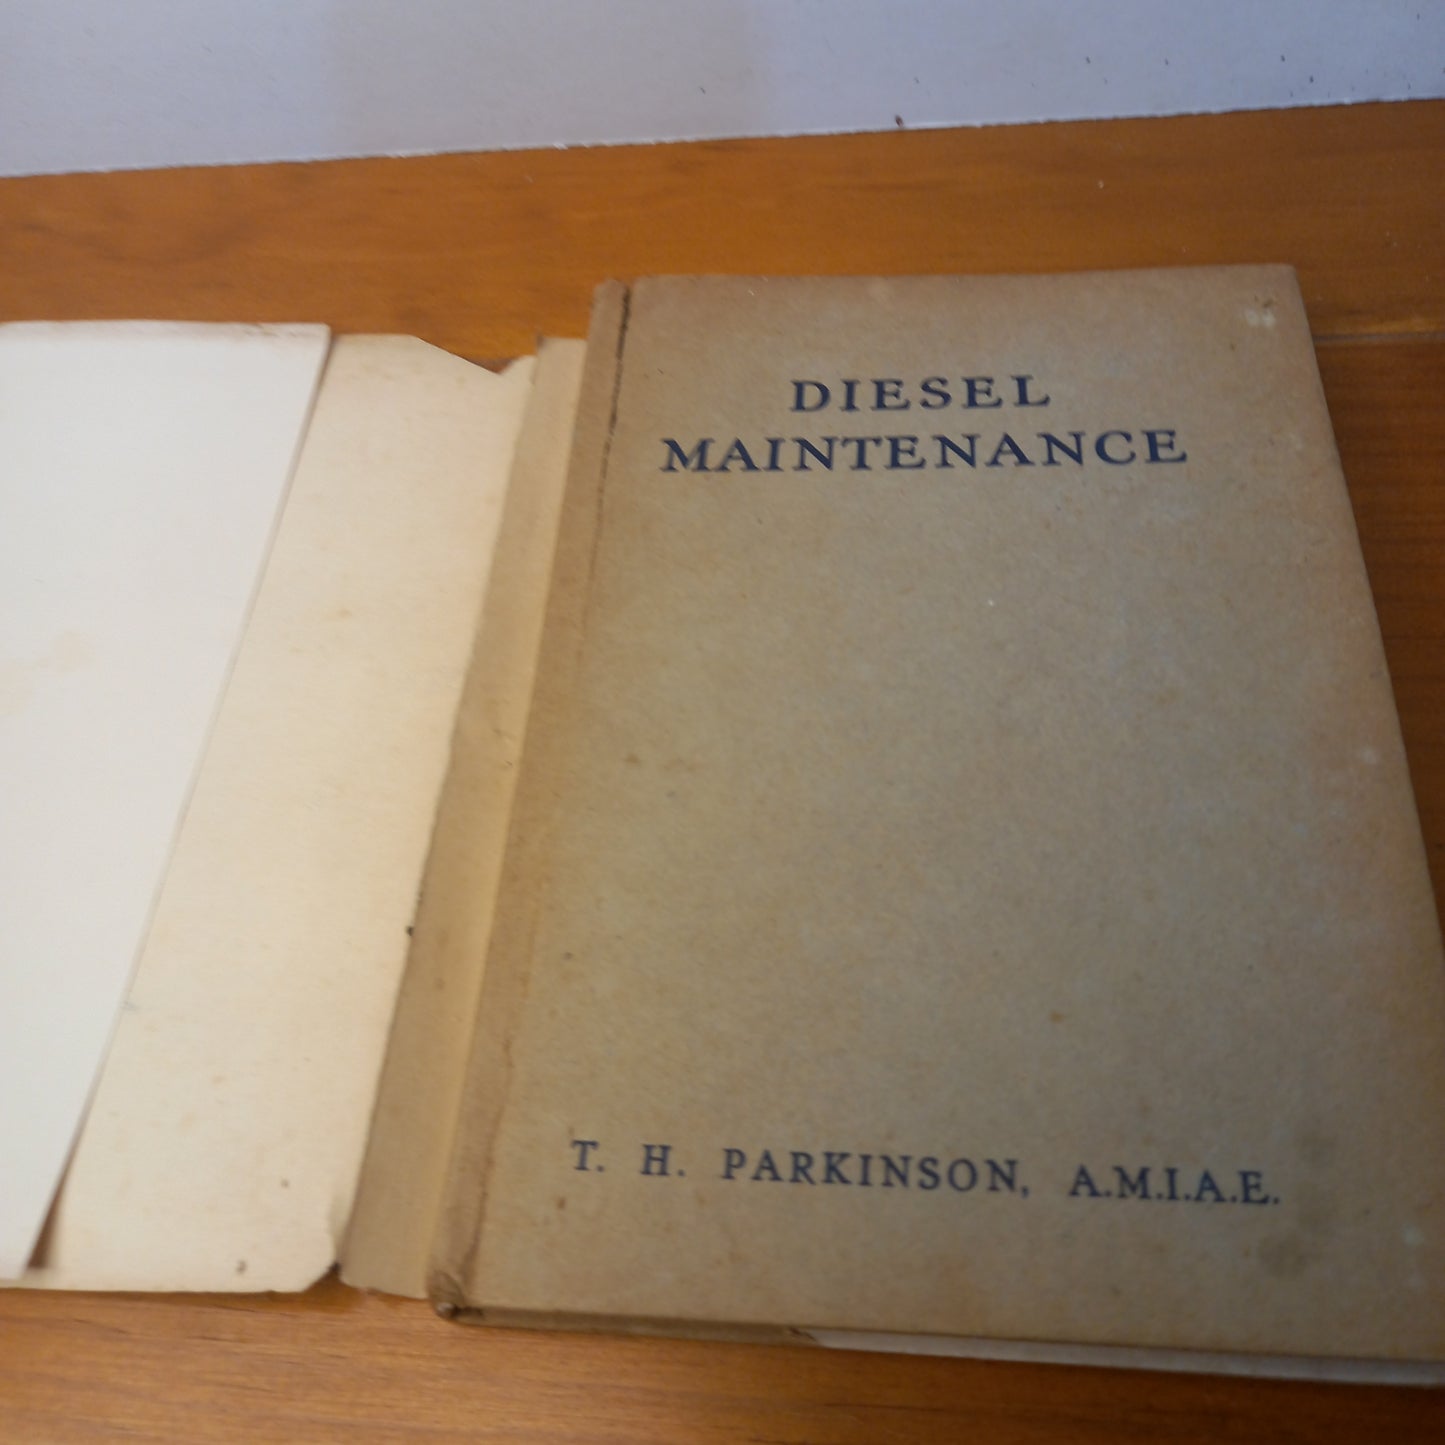 DIESEL
MAINTENANCE
T. H. PARKINSON, A.M.I.A.E.